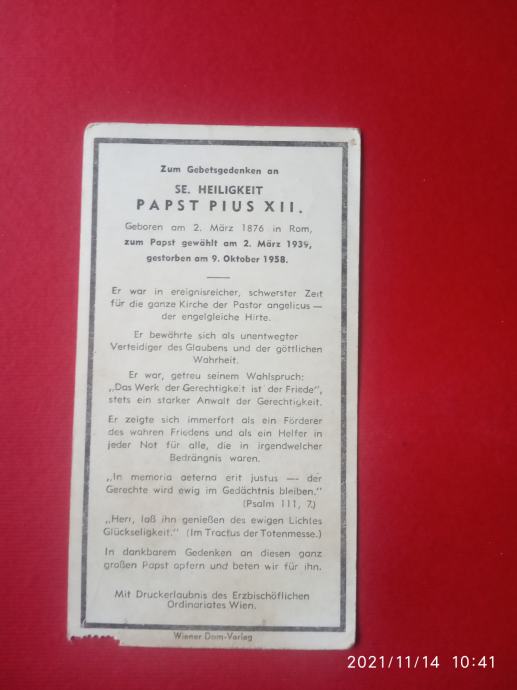 Zum Gebetsgedenken an
SE. HEILIGKEIT
PAPST PIUS XII.
Geboren am 2. März 1876 in Rom,
zum Papst gewählt am 2. März 1939,
gestorben am 9. Oktober 1958.
Er war in ereignisreicher, schwerster Zeit
für die ganze Kirche der Pastor angelicus —
der engelgleiche Hirte.
Er bewährte sich als unentwegter
Verteidiger des Glaubens und der göttlichen
Wahrheit.
Er war, getreu seinem Wahlspruch:
„Das Werk der Gerechtigkeit ist der Friede",
stets ein starker Anwalt der Gerechtigkeit.
Er zeigte sich immerfort als ein Förderer
des wahren Friedens und als ein Helfer in
jeder Not für alle, die in irgendwelcher
Bedrängnis waren.
„In memoria aeterna erit justus — der
Gerechte wird ewig im Gedächtnis bleiben."
(Psalm 111, 7.)
„Herr, laß ihn genießen des ewigen Lichtes
Glückseligkeit." (Im Tractus der Totenmesse.)
In dankbarem Gedenken an diesen ganz
großen Papst opfern und beten wir für ihn.
Mit Druckerlaubnis des Erzbischöflichen
Ordinariates Wien.
Wiener Dom-Verlag
2021/11/14 10:41